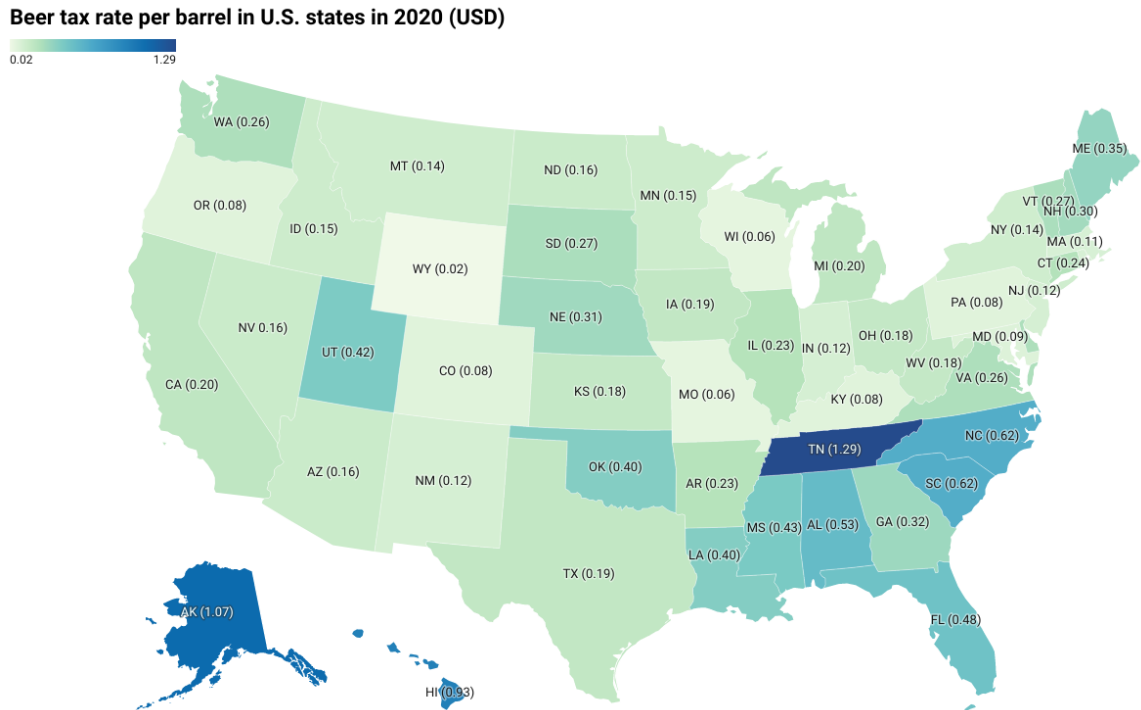 Beer tax rate per barrel in U.S. states in 2020 (USD)
0.02 1.29
WA (0.26)
ME (0.35)
MT (0.14)
ND (0.16)
MN (0.15)
OR (0.08)
VT (0.27)
NH (0.30)
ID (0.15)
NY (0.14)
WI (0.06)
SD (0.27)
MA (0.11)
CT (0.24)
WY (0.02)
MI (0.20)
NJ (0.12)
PA (0.08)
IA (0.19)
NE (0.31)
NV 0.16)
OH (0.18)
MD (0.09)
IL (0.23)
IN (0.12)
UT (0.42)
WV (0.18)
CO (0.08)
VA (0.26)
CA (0.20)
KS (0.18)
MO (0.06)
KY (0.08)
NC (0.62)
TN (1.29)
AZ (0.16)
OK (0.40)
NM (0.12)
AR (0.23)
SC (0.62)
MS (0.43)
AL (0.53)
GA (0.32)
LA (0.40)
TX (0.19)
AK (1.07)
FL (0.48)
HI (0.93)